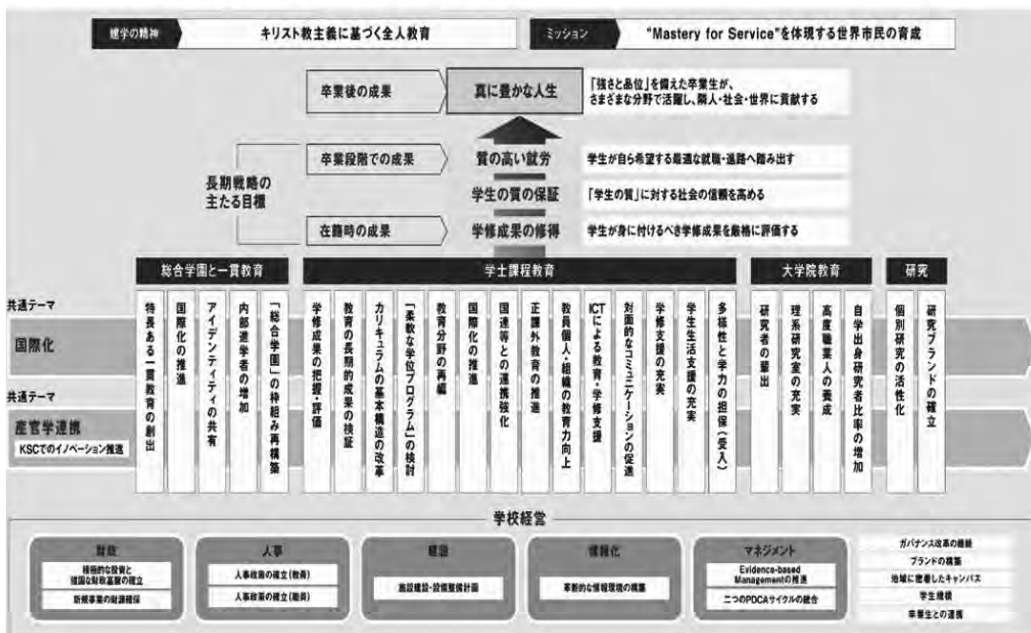 建学の精神
キリスト教主義に基づく全人教育
ミッション
"Mastery for Service"を体現する世界市民の育成
卒業後の成果
真に豊かな人生
「強さと品位」を備えた卒業生が、
さまざまな分野で活躍し、隣人・社会・世界に貢献する
長期戦略の
主たる目標
卒業段階での成果
質の高い就労
学生が自ら希望する最適な就職・進路へ踏み出す
学生の質の保証
「学生の質」に対する社会の信頼を高める
在籍時の成果
学修成果の修得
学生が身に付けるべき学修成果を厳格に評価する
総合学園と一貫教育
学士課程教育
大学院教育
研究
共通テーマ
国際化
共通テーマ
産官学連携
KSCでのイノベーション推進
特長ある一貫教育の創出
国際化の推進
アイデンティティの共有
内部進学者の増加
「総合学園」の枠組み再構築
学修成果の把握・評価
教育の長期的成果の検証
カリキュラムの基本構造の改革
「柔軟な学位プログラム」の検討
教育分野の再編
国際化の推進
国連等との連携強化
正課外教育の推進
教員個人・組織の教育力向上
ICTによる教育・学修支援
対面的なコミュニケーションの促進
学修支援の充実
学生生活支援の充実
多様性と学力の担保（受入）
研究者の輩出
理系研究室の充実
高度職業人の養成
自学出身研究者比率の増加
個別研究の活性化
研究ブランドの確立
学校経営
財政
積極的な投資と
強固な財政基盤の確立
新規事業の財源確保
人事
人事政策の確立（教員）
人事政策の確立（職員）
建設
施設建設・設備整備計画
情報化
革新的な情報環境の構築
マネジメント
Evidence-based
Managementの推進
二つのPDCAサイクルの統合
ガバナンス改革の継続
ブランドの構築
地域に密着したキャンパス
学生規模
卒業生との連携